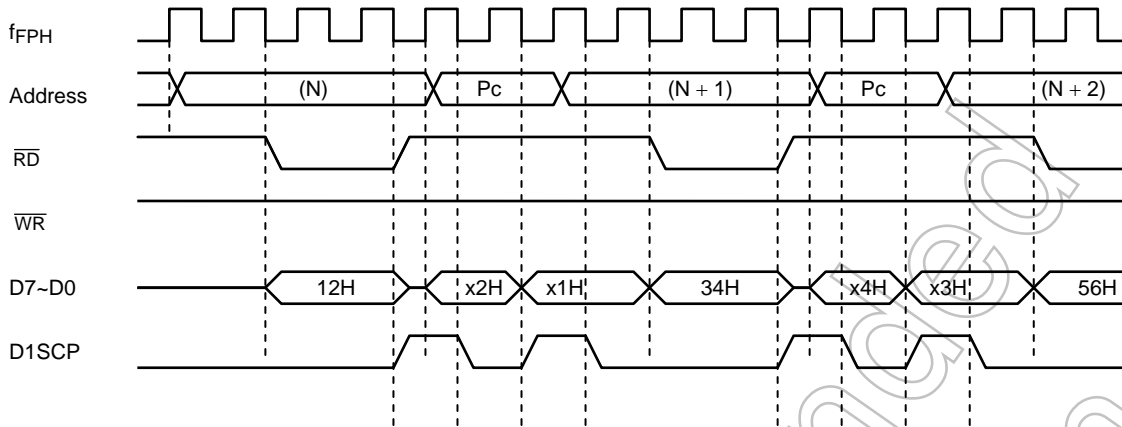 fFPH
Address (N) Pc (N + 1) Pc (N + 2)
RD
WR
D7~D0 12H x2H x1H 34H x4H x3H 56H
D1SCP